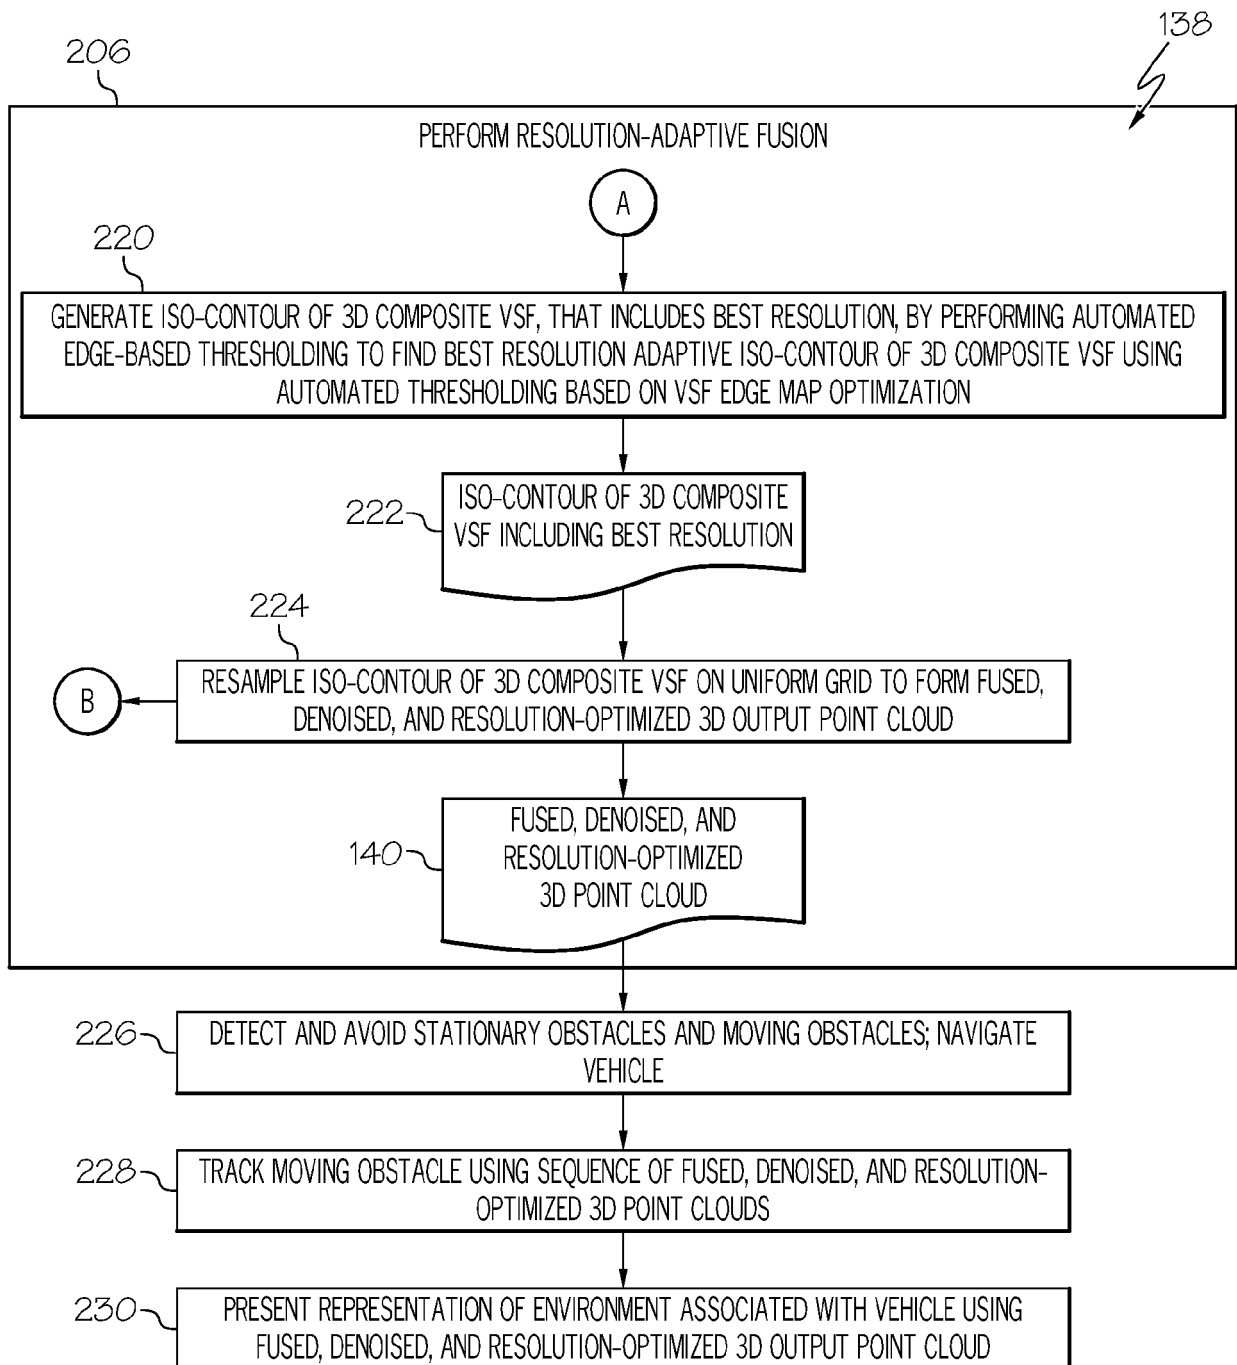 138
206
PERFORM RESOLUTION-ADAPTIVE FUSION
A
220
GENERATE ISO-CONTOUR OF 3D COMPOSITE VSF, THAT INCLUDES BEST RESOLUTION, BY PERFORMING AUTOMATED
EDGE-BASED THRESHOLDING TO FIND BEST RESOLUTION ADAPTIVE ISO-CONTOUR OF 3D COMPOSITE VSF USING
AUTOMATED THRESHOLDING BASED ON VSF EDGE MAP OPTIMIZATION
222
ISO-CONTOUR OF 3D COMPOSITE
VSF INCLUDING BEST RESOLUTION
224
B
RESAMPLE ISO-CONTOUR OF 3D COMPOSITE VSF ON UNIFORM GRID TO FORM FUSED,
DENOISED, AND RESOLUTION-OPTIMIZED 3D OUTPUT POINT CLOUD
140
FUSED, DENOISED, AND
RESOLUTION-OPTIMIZED
3D POINT CLOUD
226
DETECT AND AVOID STATIONARY OBSTACLES AND MOVING OBSTACLES; NAVIGATE
VEHICLE
228
TRACK MOVING OBSTACLE USING SEQUENCE OF FUSED, DENOISED, AND RESOLUTION-
OPTIMIZED 3D POINT CLOUDS
230
PRESENT REPRESENTATION OF ENVIRONMENT ASSOCIATED WITH VEHICLE USING
FUSED, DENOISED, AND RESOLUTION-OPTIMIZED 3D OUTPUT POINT CLOUD